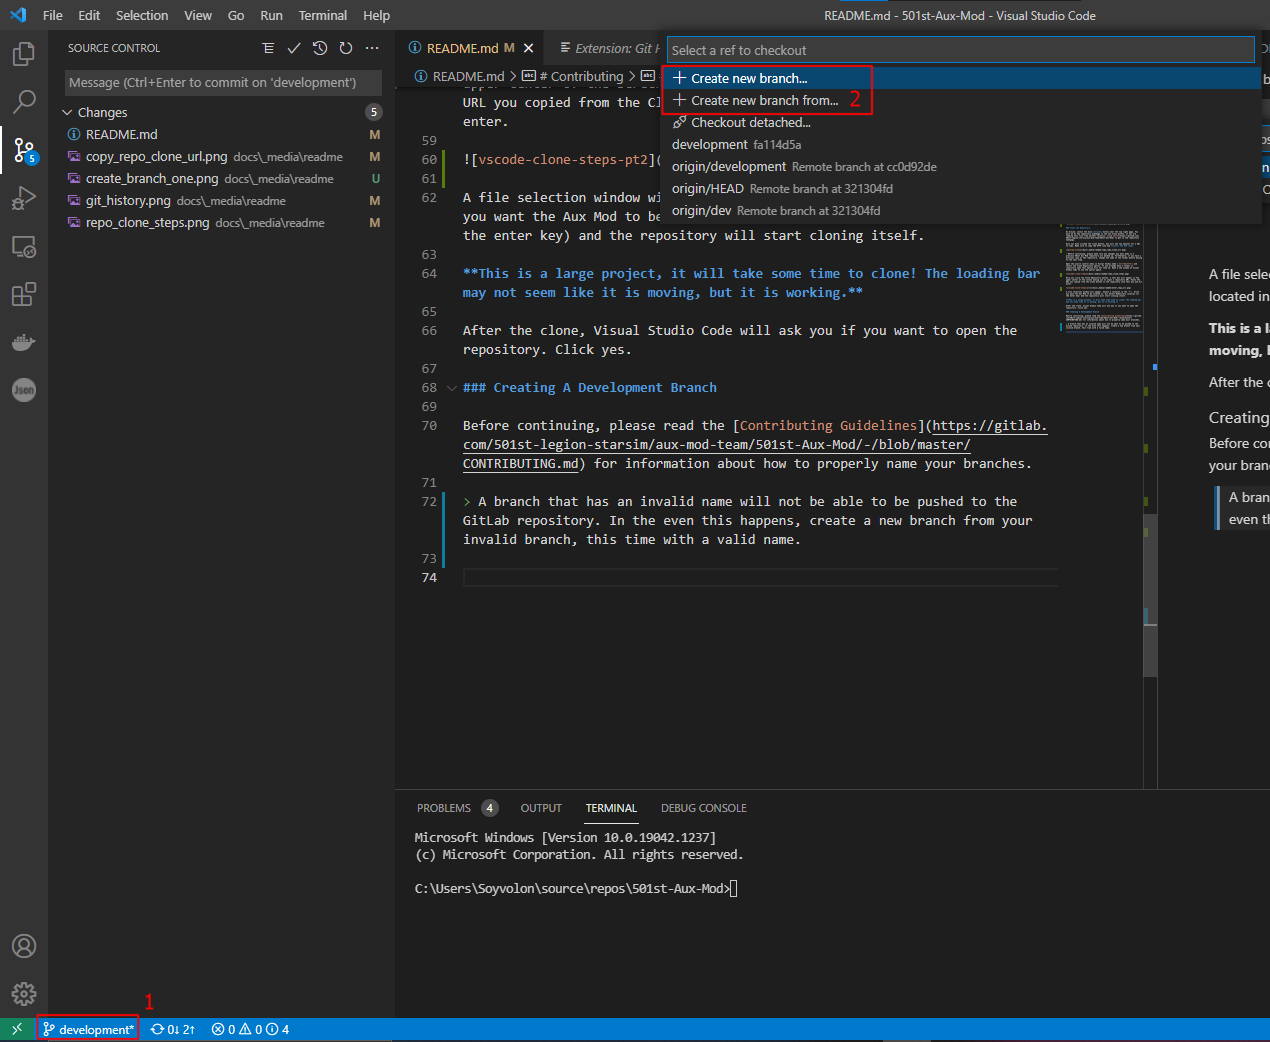 File Edit Selection View Go Run Terminal Help
README.md - 501st-Aux-Mod - Visual Studio Code
SOURCE CONTROL
Message (Ctrl+Enter to commit on 'development')
Changes 5
README.md M
copy_repo_clone_url.png docs\_media\readme M
create_branch_one.png docs\_media\readme U
git_history.png docs\_media\readme M
repo_clone_steps.png docs\_media\readme M
5
Json
README.md M
Extension: Git H
README.md > # Contributing >
Select a ref to checkout
Create new branch...
Create new branch from... 2
Checkout detached...
development fa114d5a
origin/development Remote branch at cc0d92de
origin/HEAD Remote branch at 321304fd
origin/dev Remote branch at 321304fd
URL you copied from the Cl
enter.
59
60 ![vscode-clone-steps-pt2](
61
62 A file selection window wi
you want the Aux Mod to be
the enter key) and the repository will start cloning itself.
63
64 **This is a large project, it will take some time to clone! The loading bar
may not seem like it is moving, but it is working.**
65
66 After the clone, Visual Studio Code will ask you if you want to open the
repository. Click yes.
67
68 ### Creating A Development Branch
69
70 Before continuing, please read the [Contributing Guidelines](https://gitlab.
com/501st-legion-starsim/aux-mod-team/501st-Aux-Mod/-/blob/master/
CONTRIBUTING.md) for information about how to properly name your branches.
71
72 > A branch that has an invalid name will not be able to be pushed to the
GitLab repository. In the even this happens, create a new branch from your
invalid branch, this time with a valid name.
73
74
A file sele
located in
This is a l
moving, 
After the c
Creating
Before co
your bran
A bran
even th
PROBLEMS 4 OUTPUT TERMINAL DEBUG CONSOLE
Microsoft Windows [Version 10.0.19042.1237]
(c) Microsoft Corporation. All rights reserved.
C:\Users\Soyvolon\source\repos\501st-Aux-Mod>
1
development* 0↓ 2↑ 0 0 4